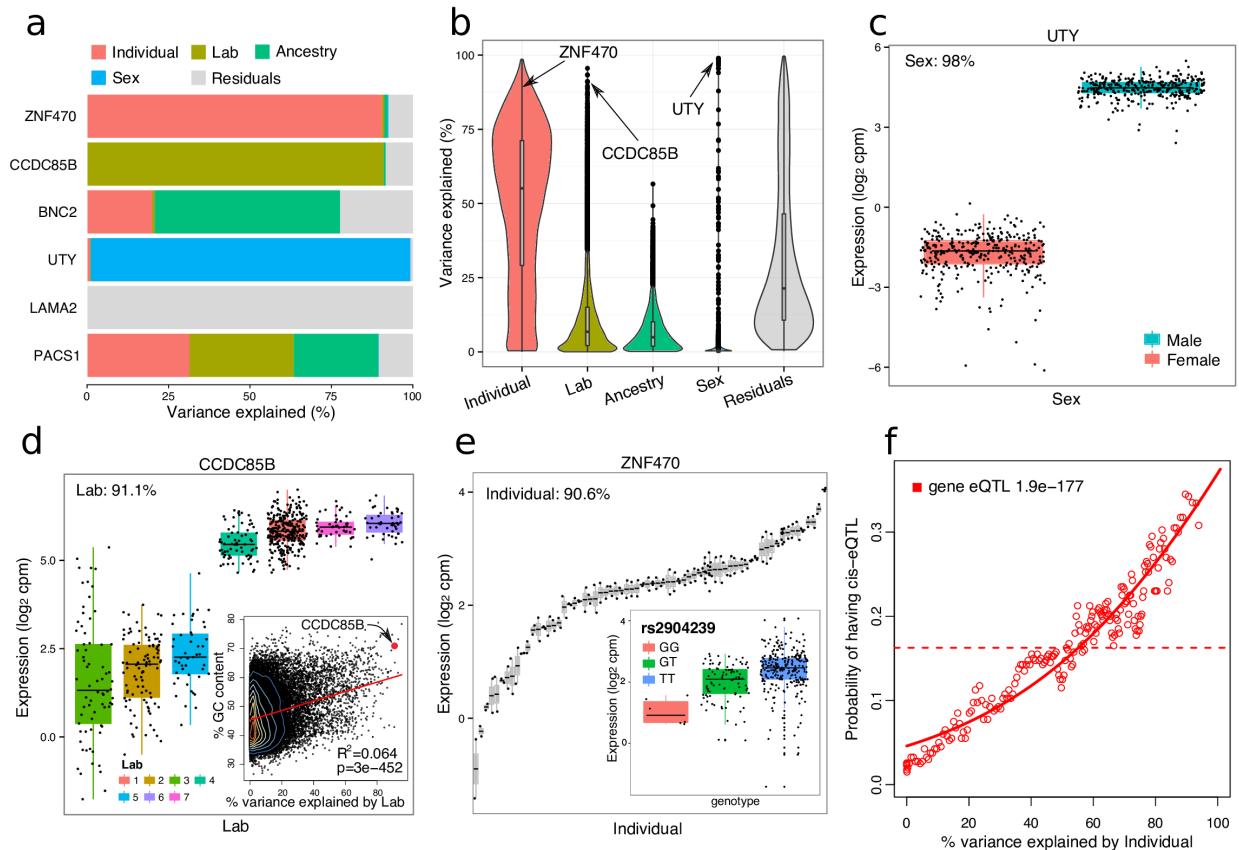 a
Individual Lab Ancestry
Sex Residuals
ZNF470
CCDC85B
BNC2
UTY
LAMA2
PACS1
0 25 50 75 100
Variance explained (%)
b
100
75
50
25
0
Variance explained (%)
ZNF470
UTY
CCDC85B
Individual Lab Ancestry Sex Residuals
c
UTY
Sex: 98%
6
3
0
−3
−6
Expression (log2 cpm)
Male
Female
Sex
d
CCDC85B
Lab: 91.1%
5.0
2.5
0.0
Expression (log2 cpm)
Lab
1 2 3 4
5 6 7
CCDC85B
80
70
60
50
40
30
% GC content
R²=0.064
p=3e−452
0 20 40 60 80
% variance explained by Lab
Lab
e
ZNF470
Individual: 90.6%
4
2
0
Expression (log2 cpm)
rs2904239
GG
GT
TT
4
2
0
Expression (log2 cpm)
genotype
Individual
f
gene eQTL 1.9e−177
0.3
0.2
0.1
0.0
Probability of having cis−eQTL
0 20 40 60 80 100
% variance explained by Individual